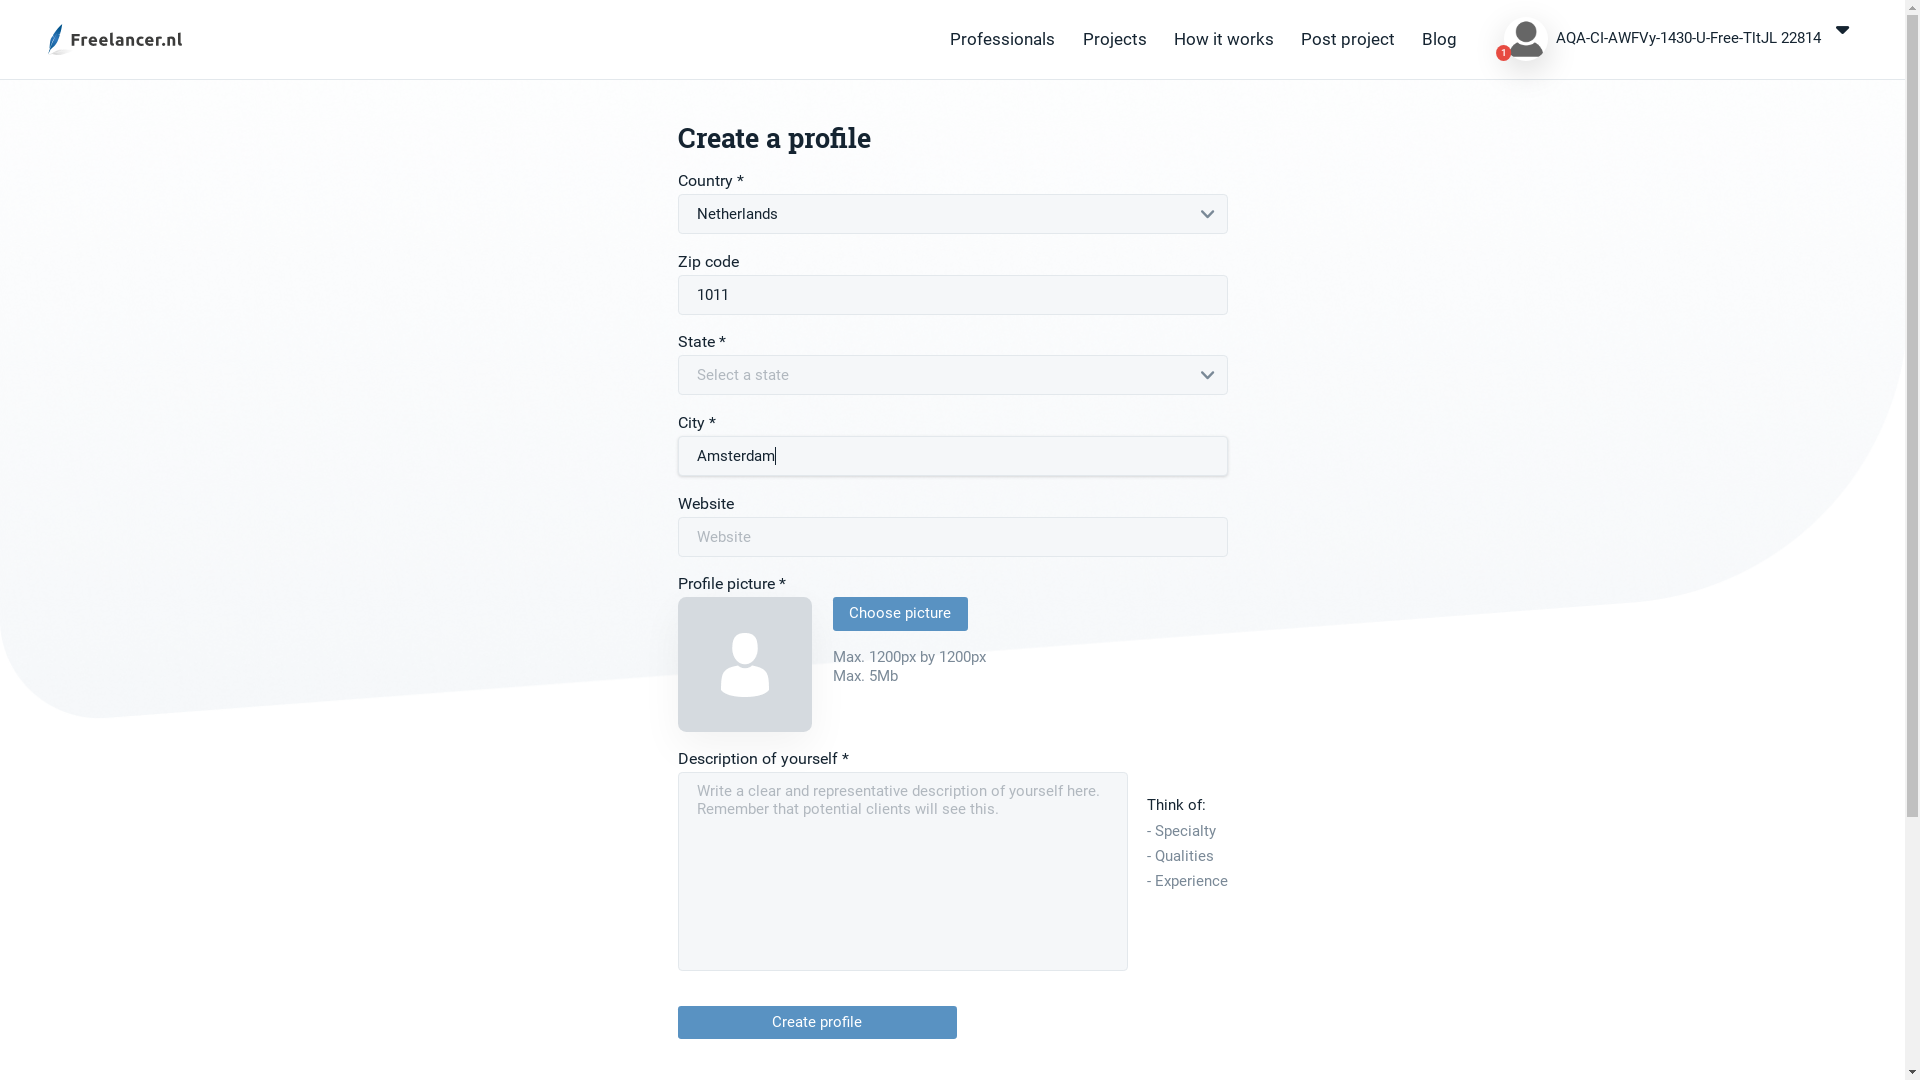 Freelancer.nl
Professionals
Projects
How it works
Post project
Blog
1
AQA-CI-AWFVy-1430-U-Free-TltJL 22814
Create a profile
Country *
Netherlands
Zip code
1011
State *
Select a state
City *
Amsterdam
Website
Website
Profile picture *
Choose picture
Max. 1200px by 1200px
Max. 5Mb
Description of yourself *
Write a clear and representative description of yourself here.
Remember that potential clients will see this.
Think of:
- Specialty
- Qualities
- Experience
Create profile